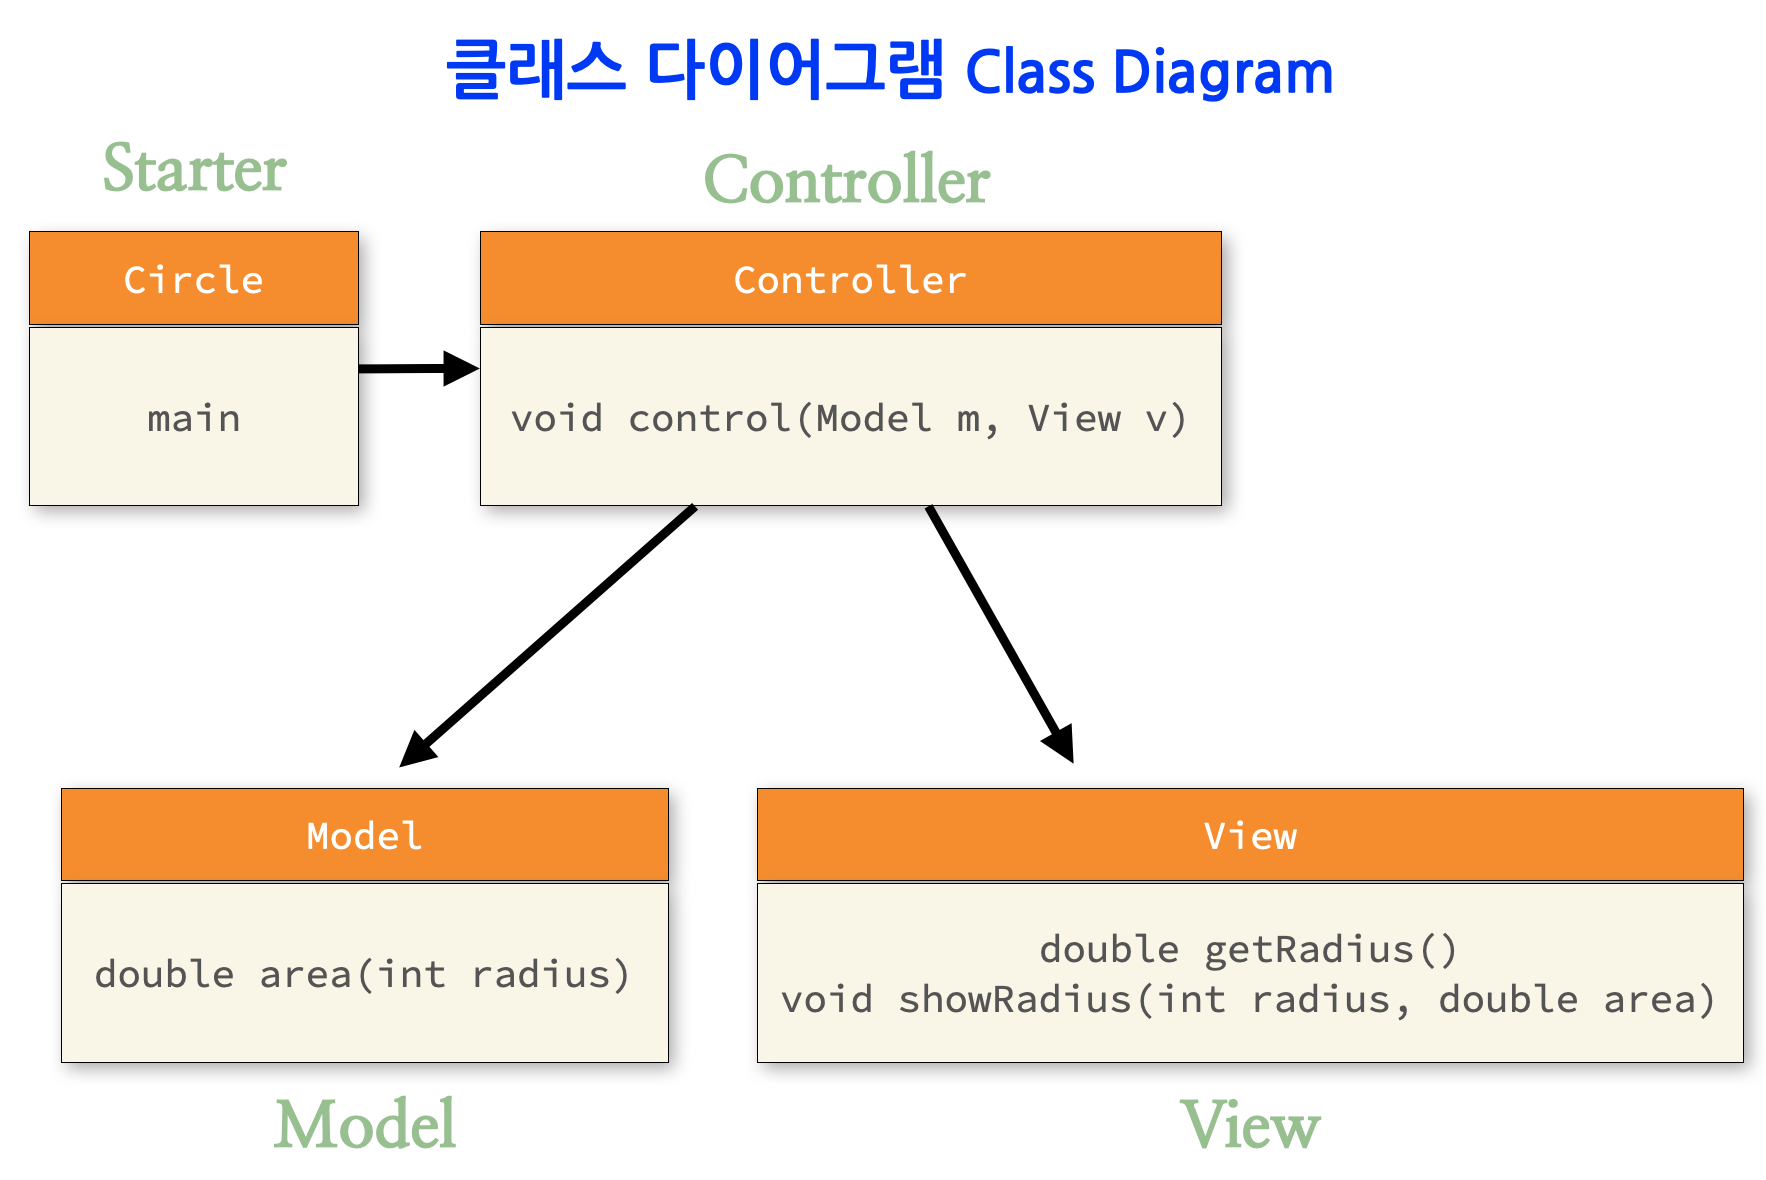 클래스 다이어그램 Class Diagram
Starter
Controller
Circle
Controller
main
void control(Model m, View v)
Model
View
double area(int radius)
double getRadius()
void showRadius(int radius, double area)
Model
View